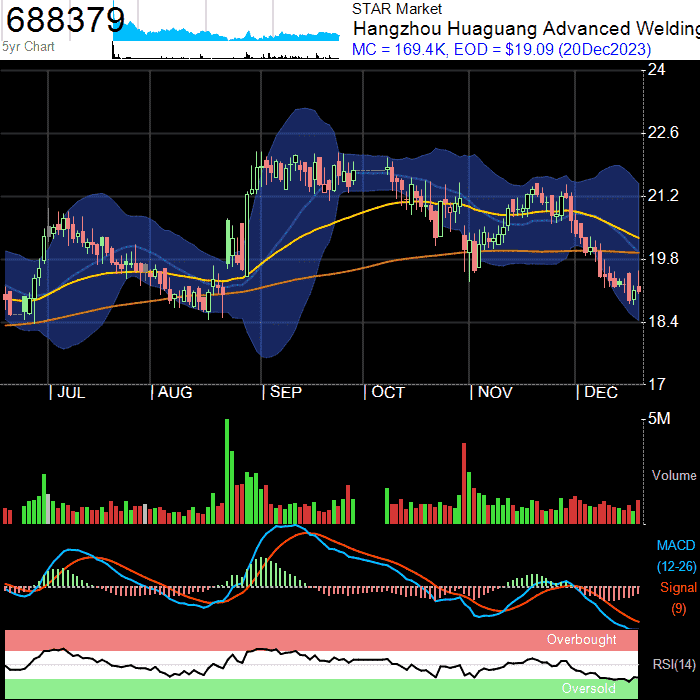 688379
5yr Chart
STAR Market
Hangzhou Huaguang Advanced Welding
MC = 169.4K, EOD = $19.09 (20Dec2023)
24
22.6
21.2
19.8
18.4
17
| JUL | AUG | SEP | OCT | NOV | DEC
5M
Volume
MACD
(12-26)
Signal
(9)
Overbought
RSI(14)
Oversold